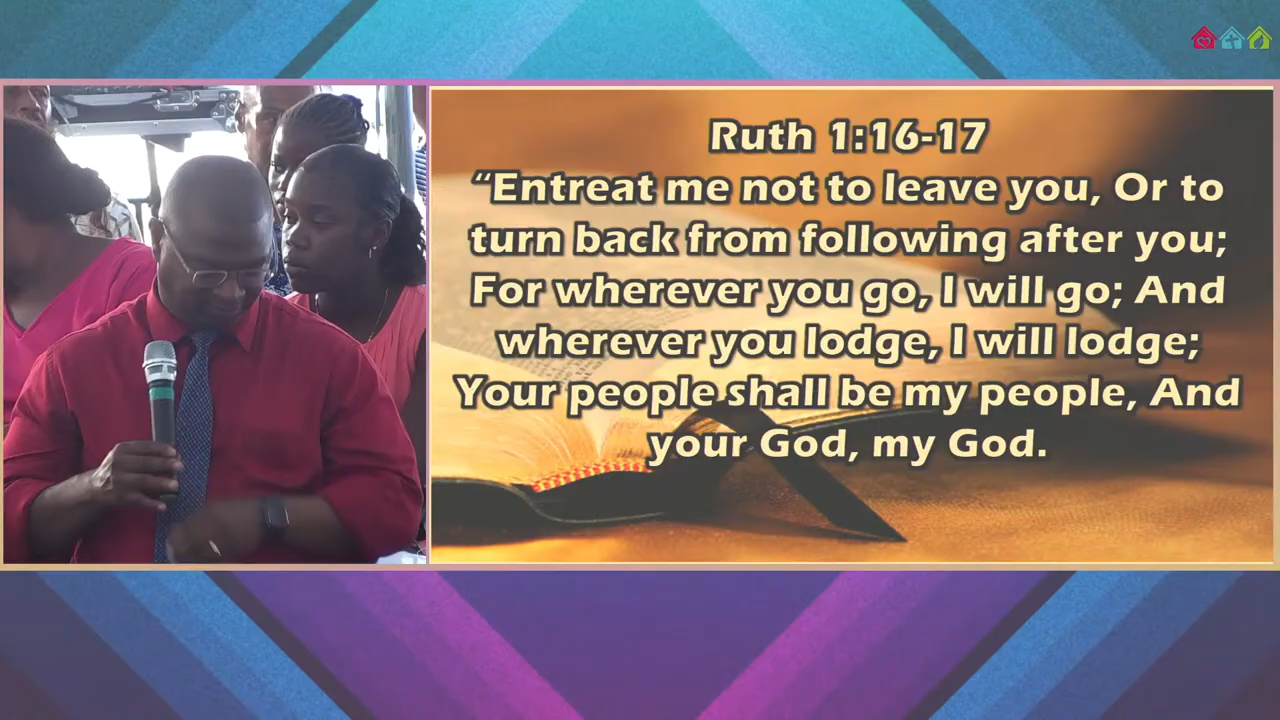 Ruth 1:16-17
“Entreat me not to leave you, Or to
turn back from following after you;
For wherever you go, I will go; And
wherever you lodge, I will lodge;
Your people shall be my people, And
your God, my God.